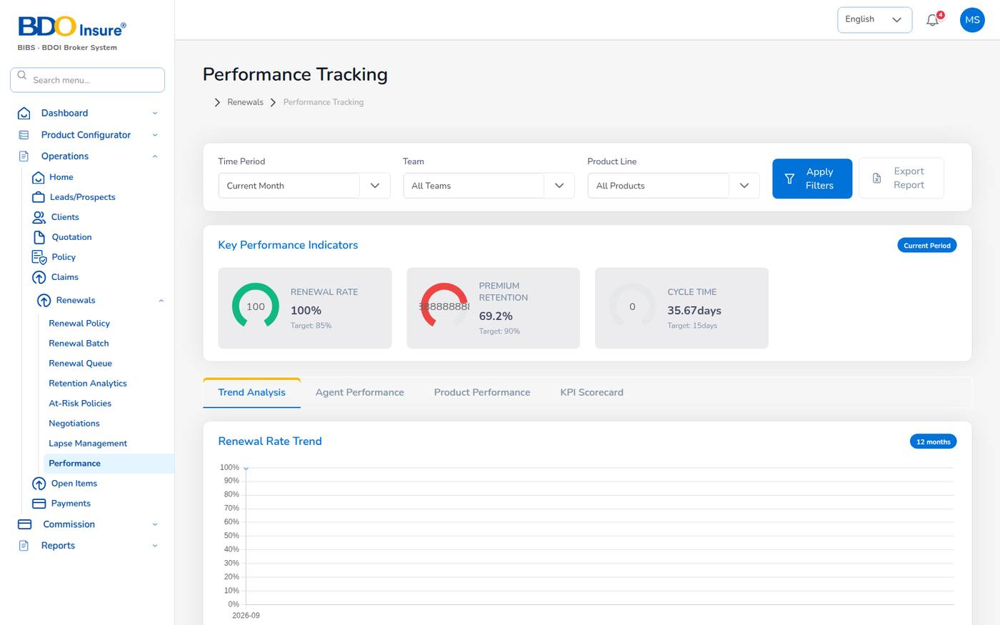 BDO Insure®
BIBS · BDOI Broker System
Search menu...
Dashboard
Product Configurator
Operations
Home
Leads/Prospects
Clients
Quotation
Policy
Claims
Renewals
Renewal Policy
Renewal Batch
Renewal Queue
Retention Analytics
At-Risk Policies
Negotiations
Lapse Management
Performance
Open Items
Payments
Commission
Reports
English
4
MS
Performance Tracking
Renewals
Performance Tracking
Time Period
Current Month
Team
All Teams
Product Line
All Products
Apply
Filters
Export
Report
Key Performance Indicators
Current Period
100
RENEWAL RATE
100%
Target: 85%
PREMIUM
RETENTION
69.2%
Target: 90%
0
CYCLE TIME
35.67days
Target: 15days
Trend Analysis
Agent Performance
Product Performance
KPI Scorecard
Renewal Rate Trend
12 months
100%
90%
80%
70%
60%
50%
40%
30%
20%
10%
0%
2026-09